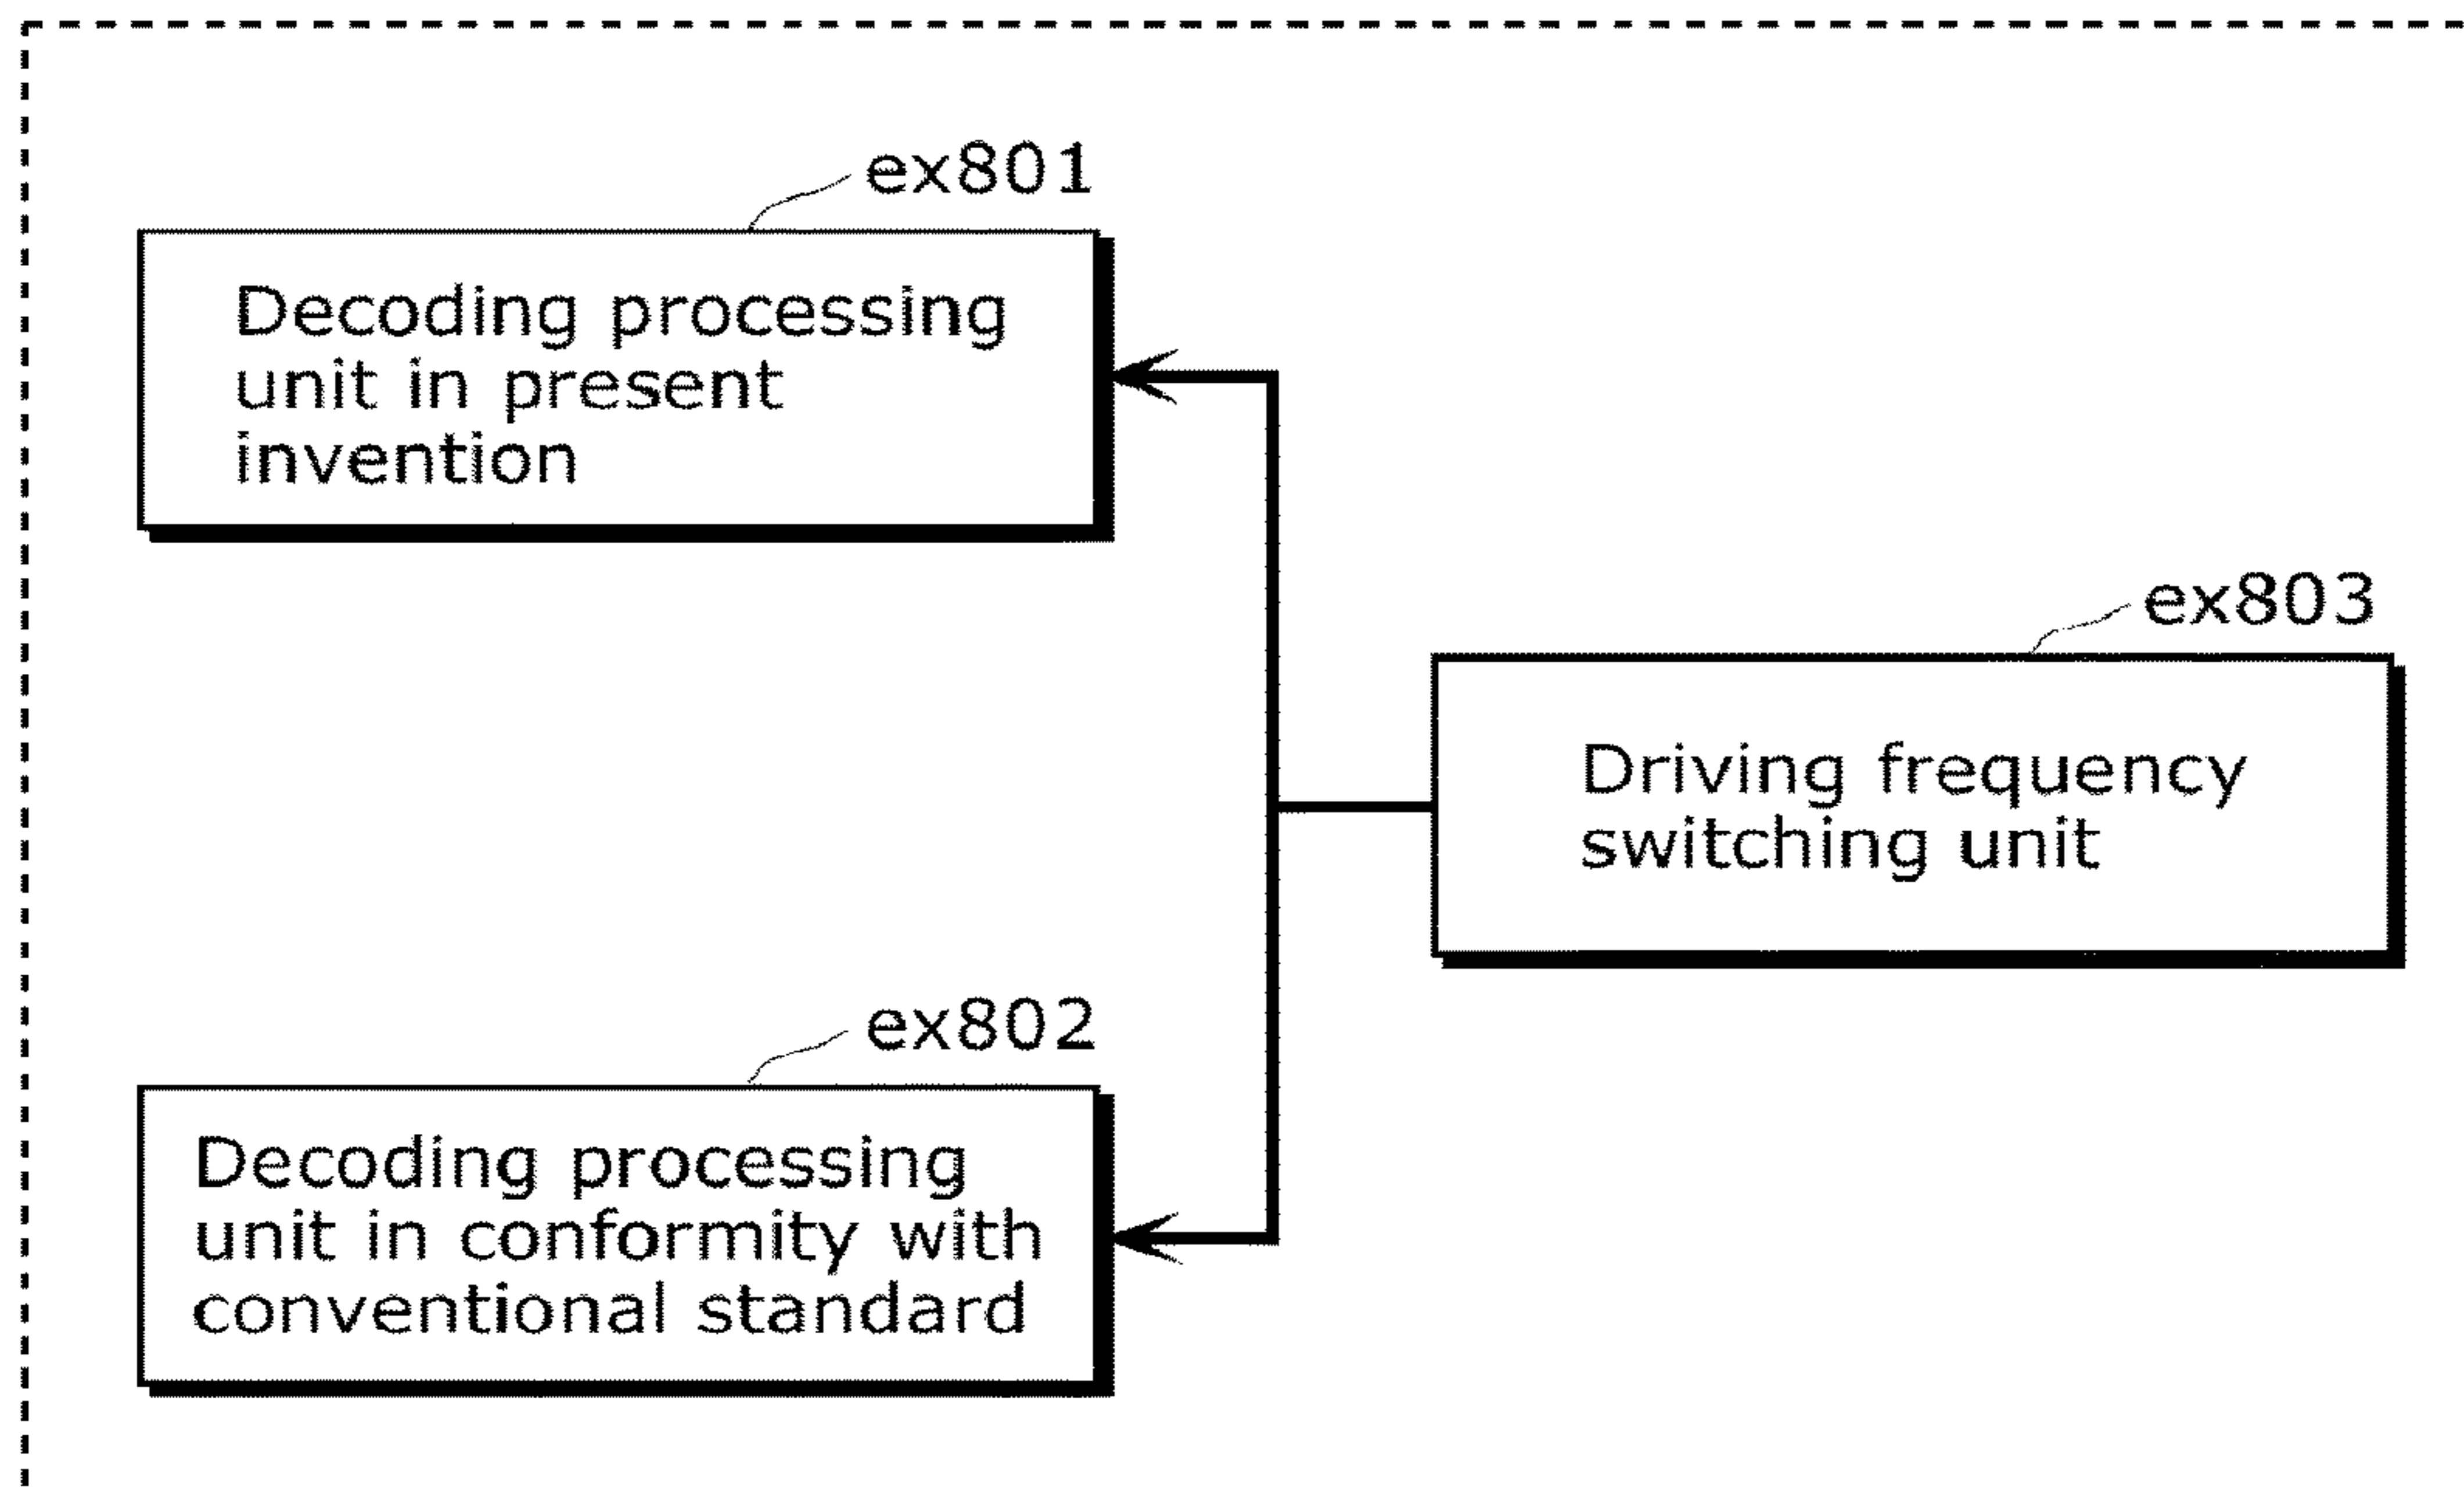 ex801
Decoding processing
unit in present
invention
ex803
Driving frequency
switching unit
ex802
Decoding processing
unit in conformity with
conventional standard